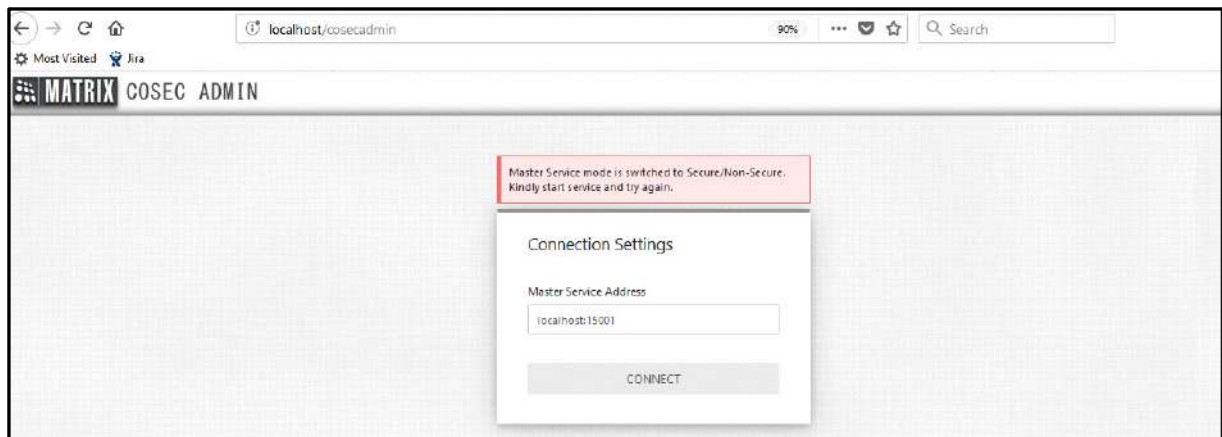 localhost/cosecadmin
90%
Search
Most Visited
Jira
MATRIX COSEC ADMIN
Master Service mode is switched to Secure/Non-Secure.
Kindly start service and try again.
Connection Settings
Master Service Address
localhost:15001
CONNECT